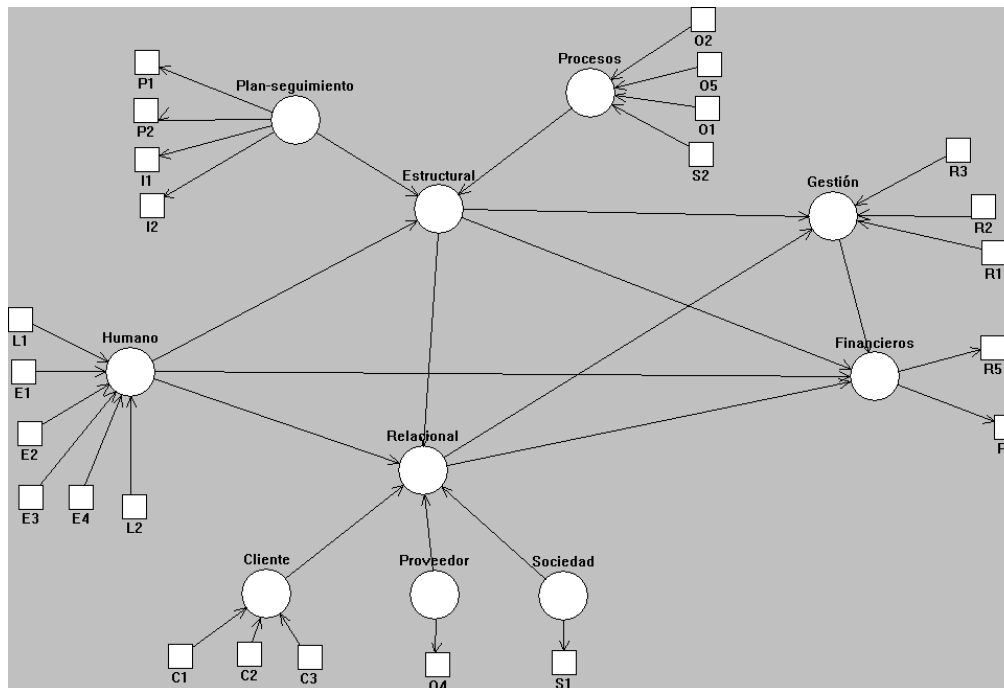 O2
P1
Procesos
Plan-seguimiento
O5
P2
O1
I1
S2
R3
Estructural
Gestión
I2
R2
R1
L1
Humano
Financieros
R5
E1
Relacional
E2
E3
E4
L2
Cliente
Proveedor
Sociedad
C1
C2
C3
O4
S1